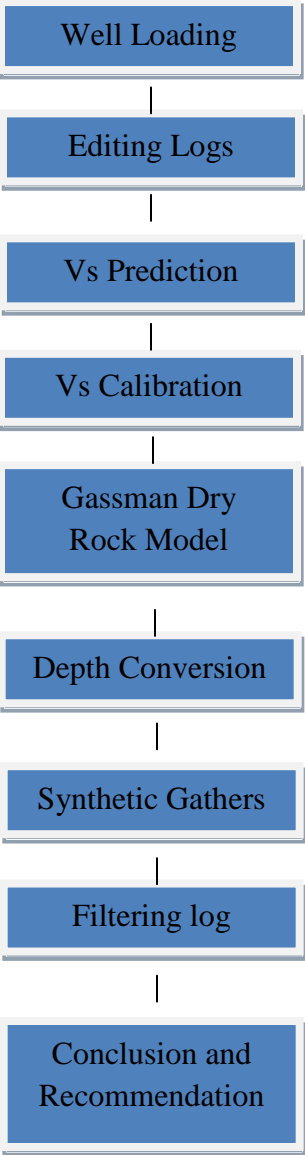 Well Loading
Editing Logs
Vs Prediction
Vs Calibration
Gassman Dry
Rock Model
Depth Conversion
Synthetic Gathers
Filtering log
Conclusion and
Recommendation